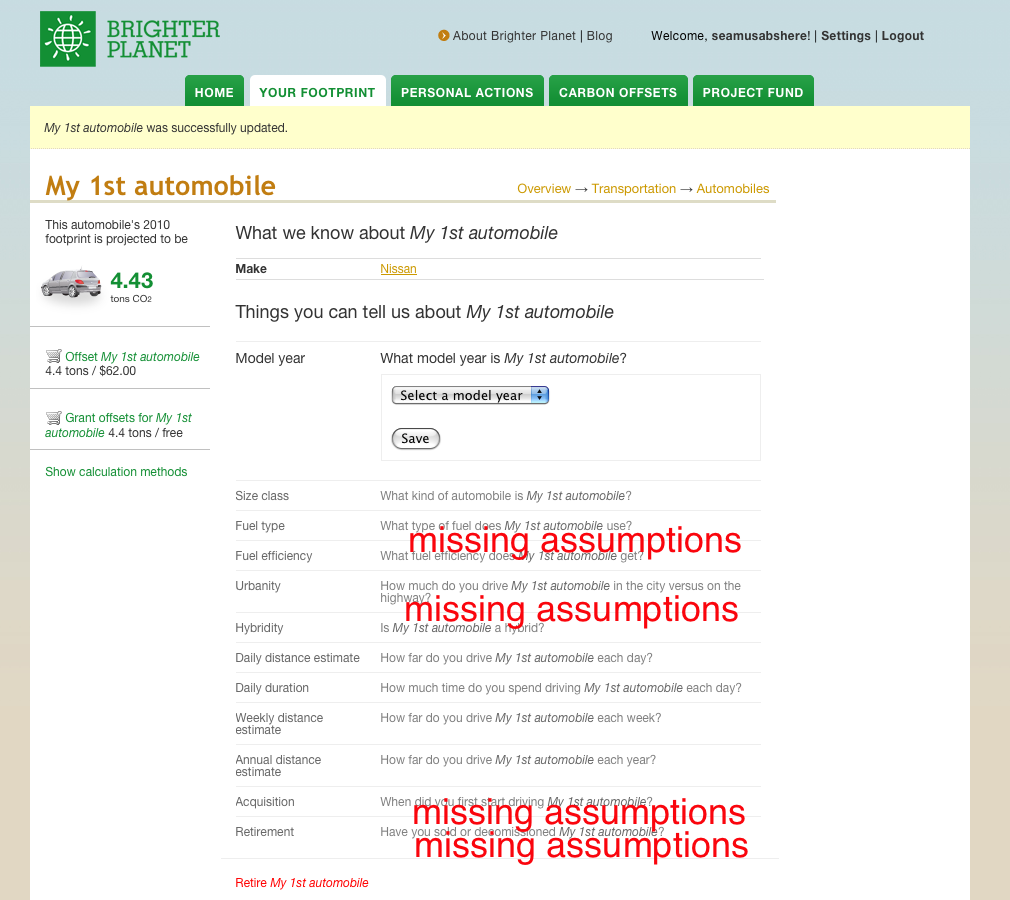 BRIGHTER
PLANET
About Brighter Planet | Blog
Welcome, seamusabshere! | Settings | Logout
HOME
YOUR FOOTPRINT
PERSONAL ACTIONS
CARBON OFFSETS
PROJECT FUND
My 1st automobile was successfully updated.
My 1st automobile
Overview → Transportation → Automobiles
This automobile's 2010
footprint is projected to be
4.43
tons CO2
Offset My 1st automobile
4.4 tons / $62.00
Grant offsets for My 1st
automobile 4.4 tons / free
Show calculation methods
What we know about My 1st automobile
Make Nissan
Things you can tell us about My 1st automobile
Model year What model year is My 1st automobile?
Select a model year
Save
Size class What kind of automobile is My 1st automobile?
Fuel type What type of fuel does My 1st automobile use?
missing assumptions
Fuel efficiency What fuel efficiency does My 1st automobile get?
Urbanity How much do you drive My 1st automobile in the city versus on the
highway?
missing assumptions
Hybridity Is My 1st automobile a hybrid?
Daily distance estimate How far do you drive My 1st automobile each day?
Daily duration How much time do you spend driving My 1st automobile each day?
Weekly distance How far do you drive My 1st automobile each week?
estimate
Annual distance How far do you drive My 1st automobile each year?
estimate
Acquisition When did you first start driving My 1st automobile?
missing assumptions
Retirement Have you sold or decomissioned My 1st automobile?
missing assumptions
Retire My 1st automobile